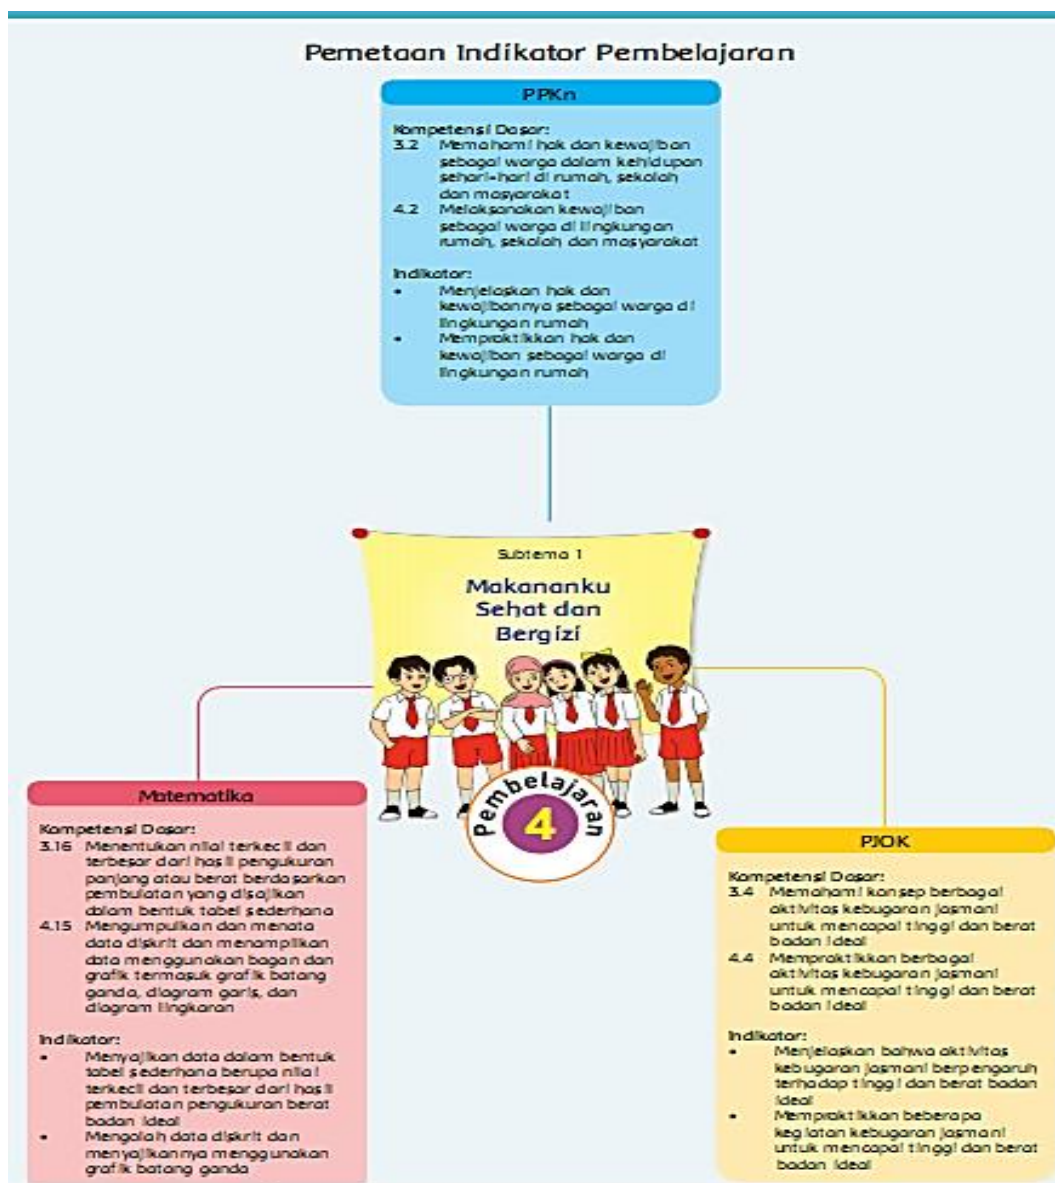 Pemetaan Indikator Pembelajaran
PPKn
Kompetensi Dasar:
3.2 Memahami hak dan kewajiban
sebagai warga dalam kehidupan
sehari-hari di rumah, sekolah
dan masyarakat
4.2 Melaksanakan kewajiban
sebagai warga di lingkungan
rumah, sekolah dan masyarakat
Indikator:
• Menjelaskan hak dan
kewajibannya sebagai warga di
lingkungan rumah
• Mempraktikkan hak dan
kewajiban sebagai warga di
lingkungan rumah
Subtema 1
Makananku
Sehat dan
Bergizi
Pembelajaran
4
Matematika
Kompetensi Dasar:
3.16 Menentukan nilai terkecil dan
terbesar dari hasil pengukuran
panjang atau berat berdasarkan
pembulatan yang disajikan
dalam bentuk tabel sederhana
4.15 Mengumpulkan dan menata
data diskrit dan menampilkan
data menggunakan bagan dan
grafik termasuk grafik batang
ganda, diagram garis, dan
diagram lingkaran
Indikator:
• Menyajikan data dalam bentuk
tabel sederhana berupa nilai
terkecil dan terbesar dari hasil
pembulatan pengukuran berat
badan ideal
• Mengolah data diskrit dan
menyajikannya menggunakan
grafik batang ganda
PJOK
Kompetensi Dasar:
3.4 Memahami konsep berbagai
aktivitas kebugaran jasmani
untuk mencapai tinggi dan berat
badan ideal
4.4 Mempraktikkan berbagai
aktivitas kebugaran jasmani
untuk mencapai tinggi dan berat
badan ideal
Indikator:
• Menjelaskan bahwa aktivitas
kebugaran jasmani berpengaruh
terhadap tinggi dan berat badan
ideal
• Mempraktikkan beberapa
kegiatan kebugaran jasmani
untuk mencapai tinggi dan berat
badan ideal